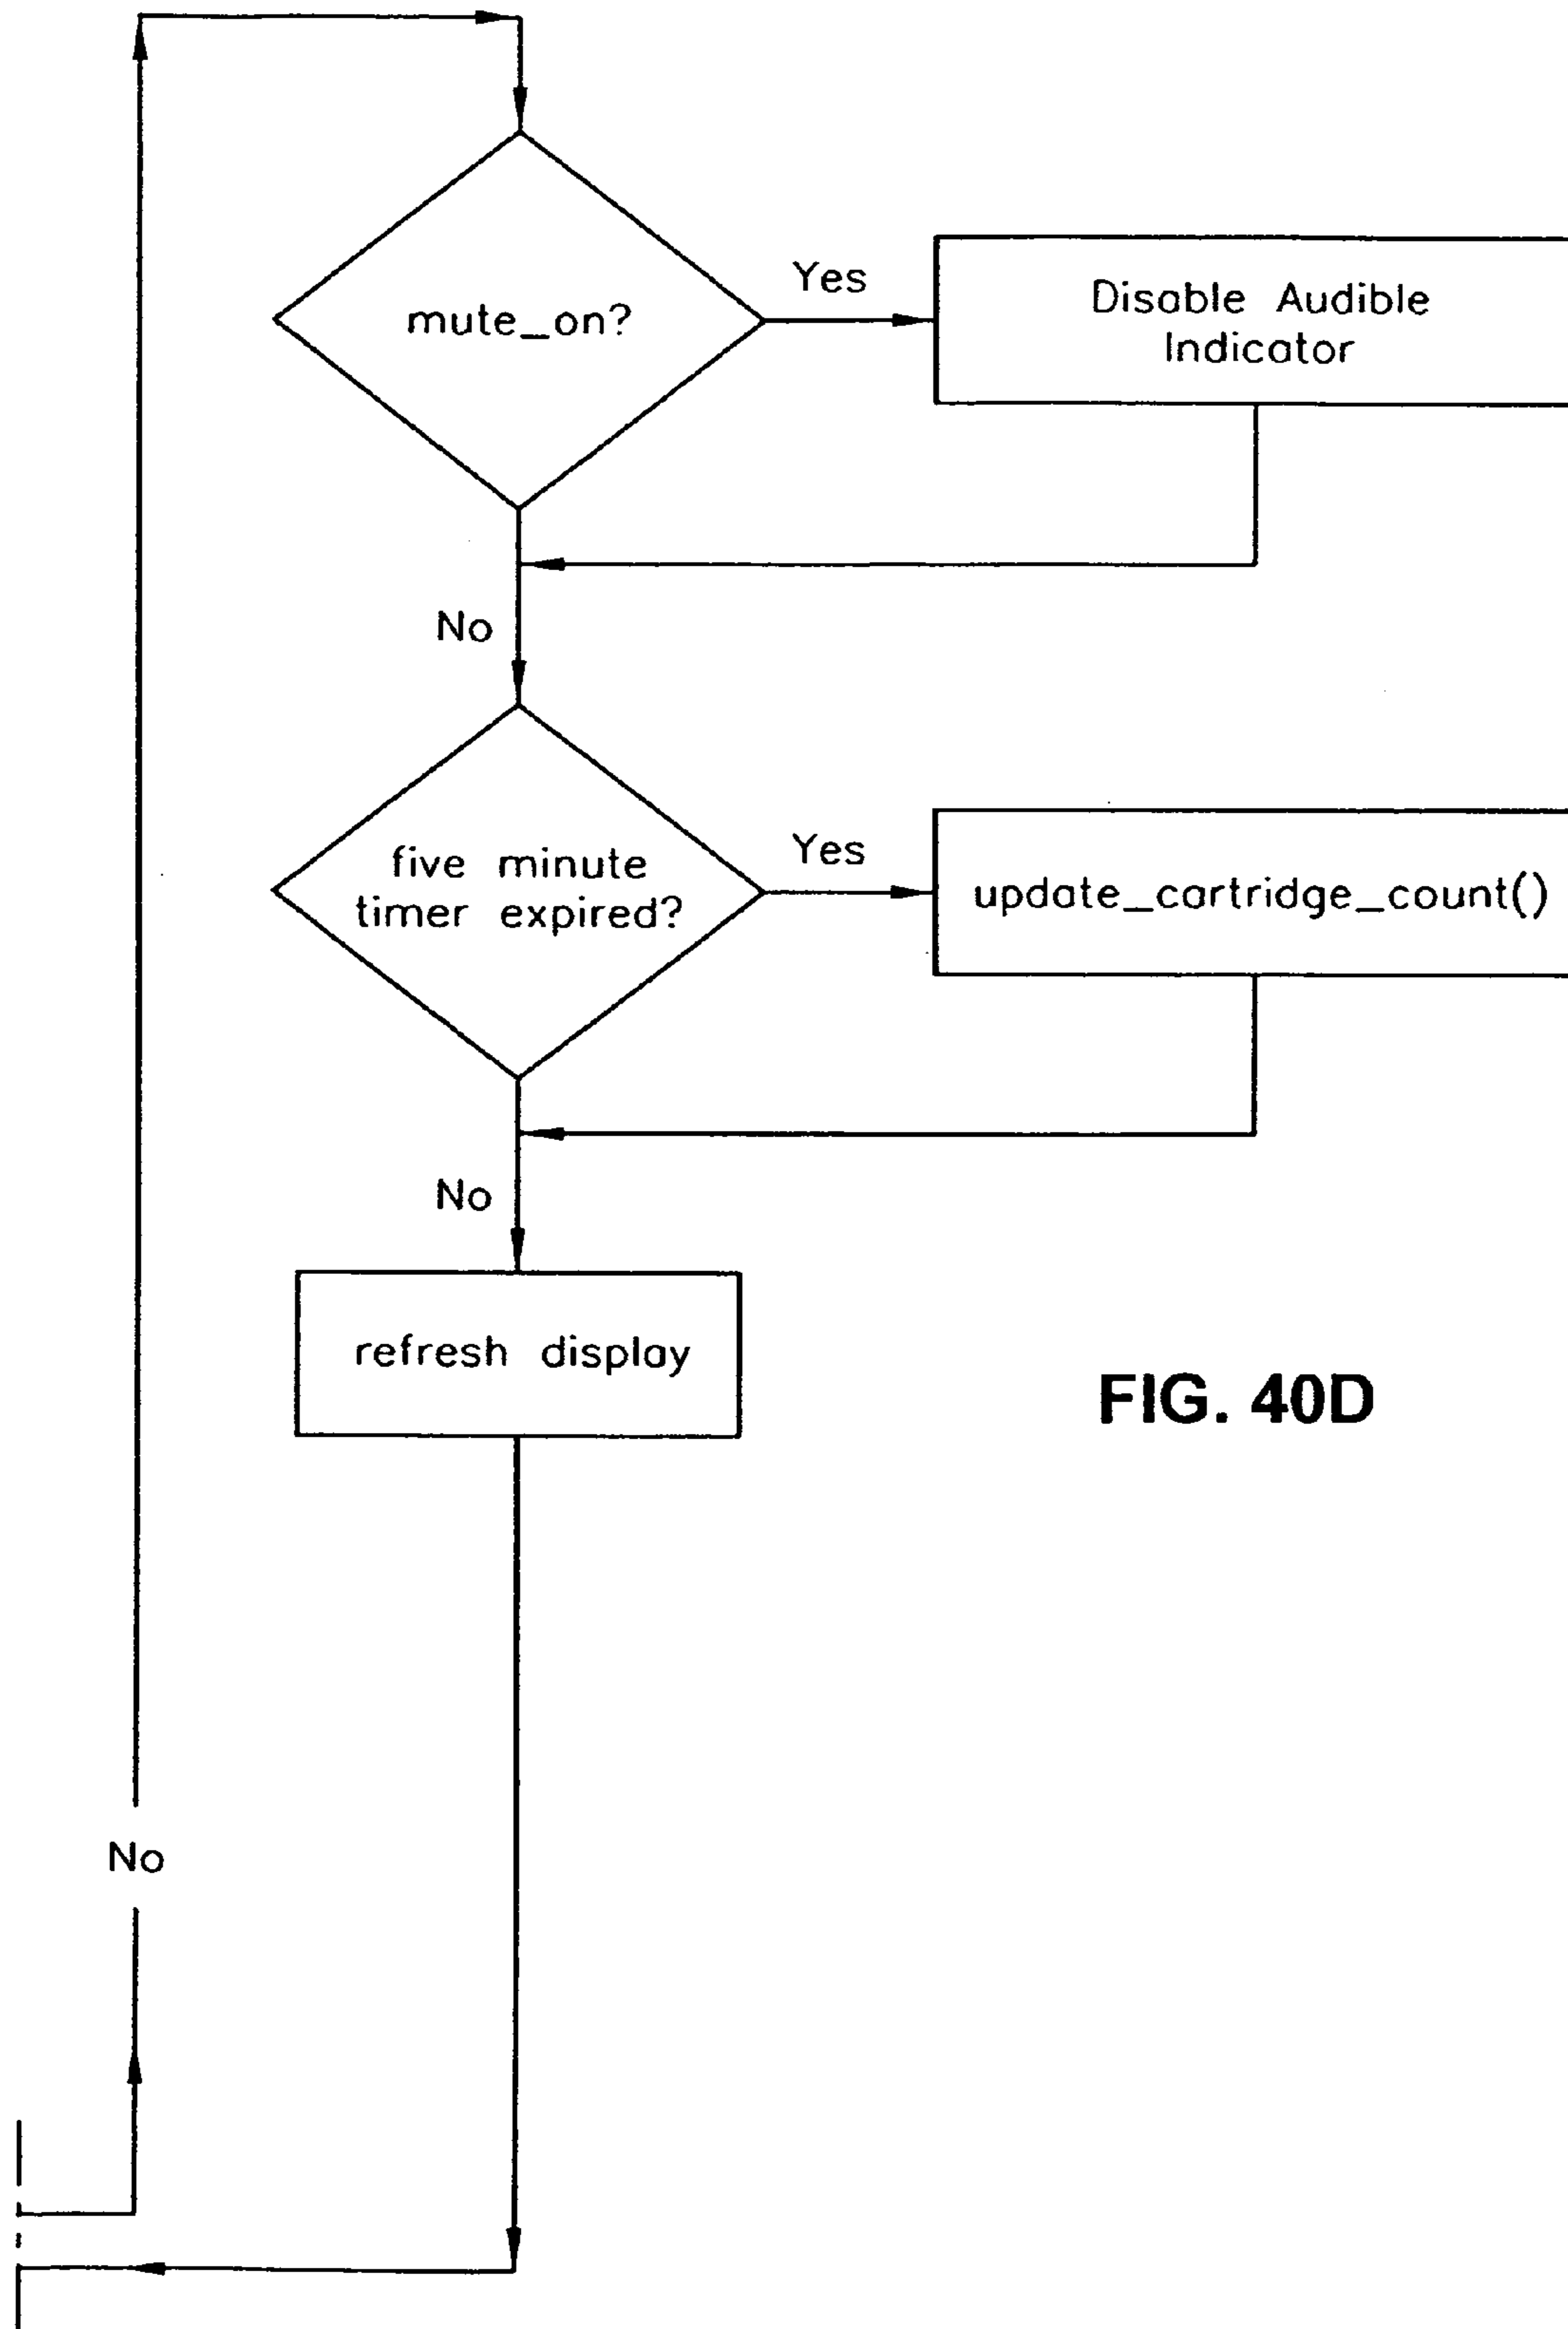 mute_on?
Yes
Disable Audible
Indicator
No
five minute
timer expired?
Yes
update_cartridge_count()
No
refresh display
FIG. 40D
No